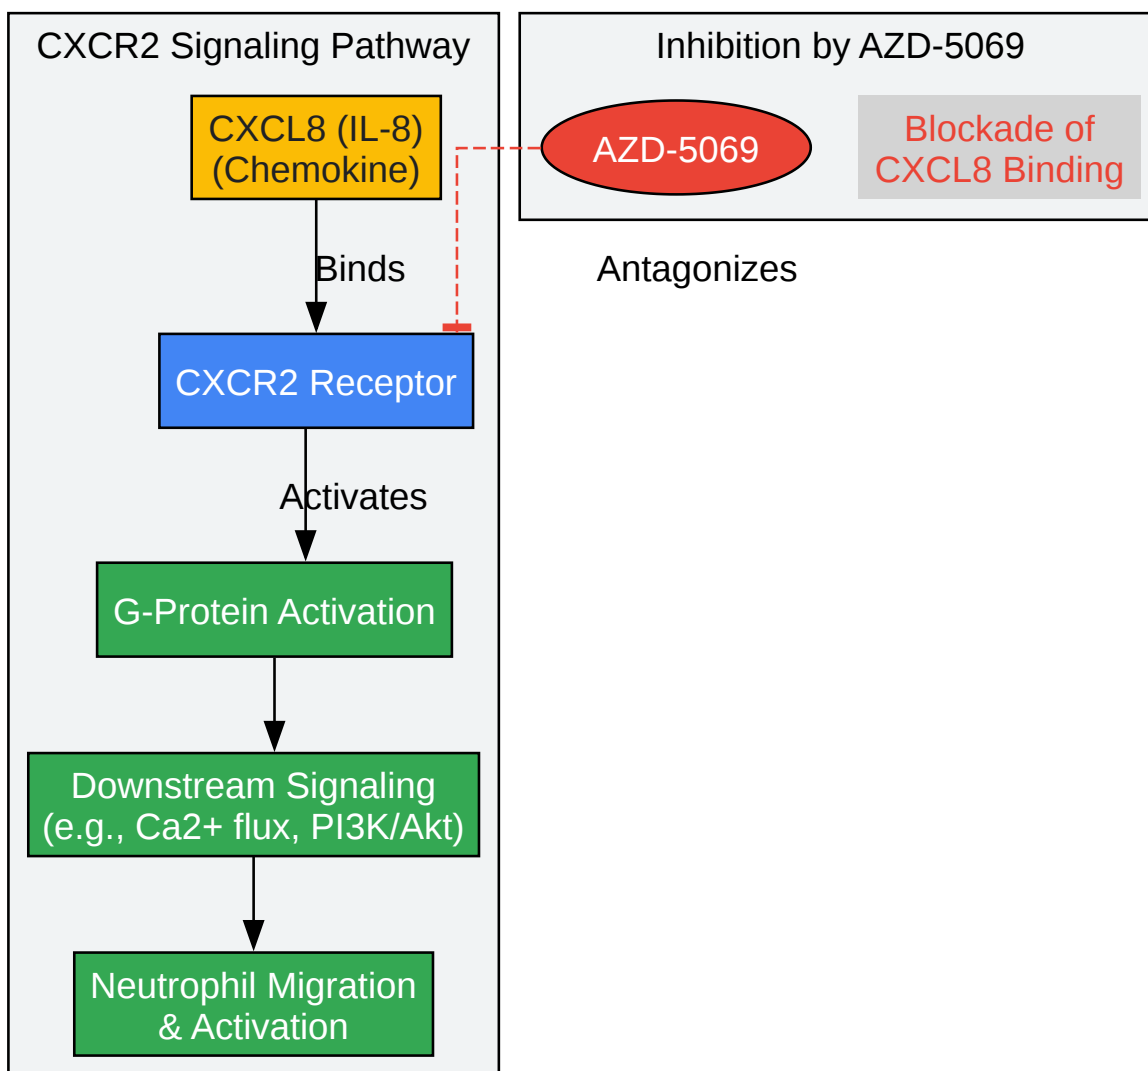 CXCR2 Signaling Pathway
CXCL8 (IL-8)
(Chemokine)
Binds
CXCR2 Receptor
Activates
G-Protein Activation
Downstream Signaling
(e.g., Ca2+ flux, PI3K/Akt)
Neutrophil Migration
& Activation
Inhibition by AZD-5069
AZD-5069
Blockade of
CXCL8 Binding
Antagonizes